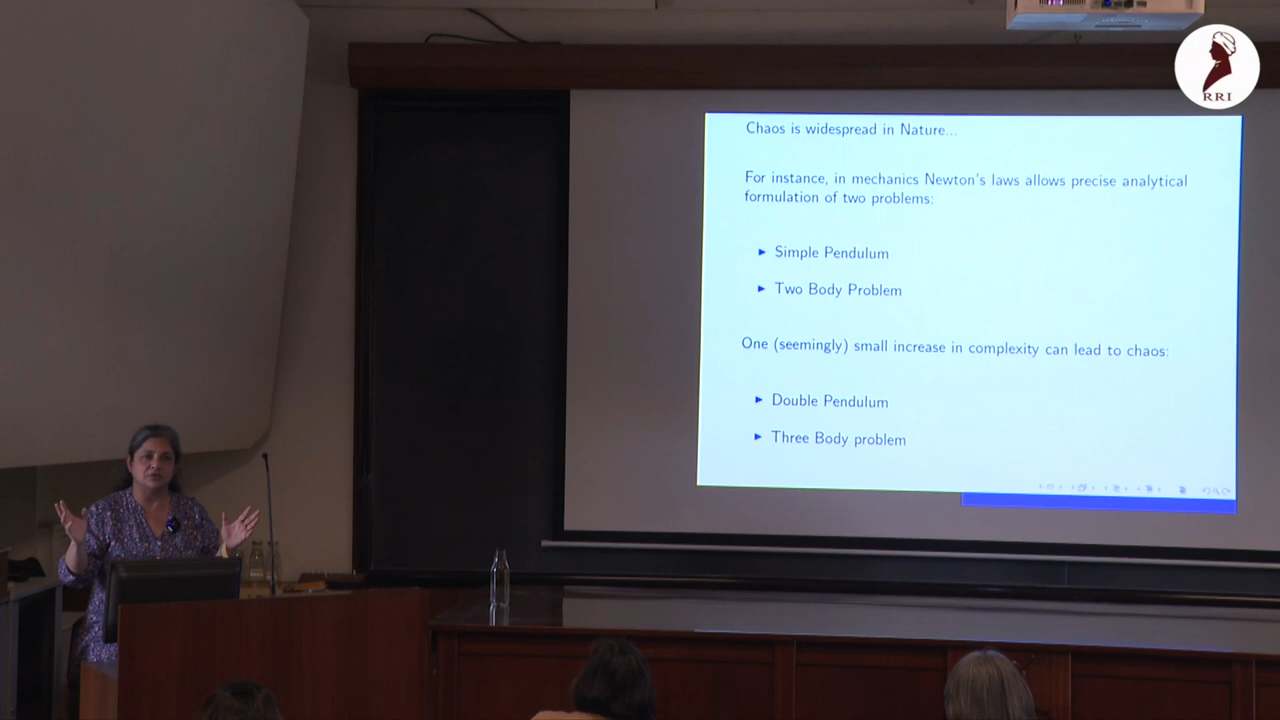 RRI
Chaos is widespread in Nature...
For instance, in mechanics Newton's laws allows precise analytical
formulation of two problems:
▶ Simple Pendulum
▶ Two Body Problem
One (seemingly) small increase in complexity can lead to chaos:
▶ Double Pendulum
▶ Three Body problem